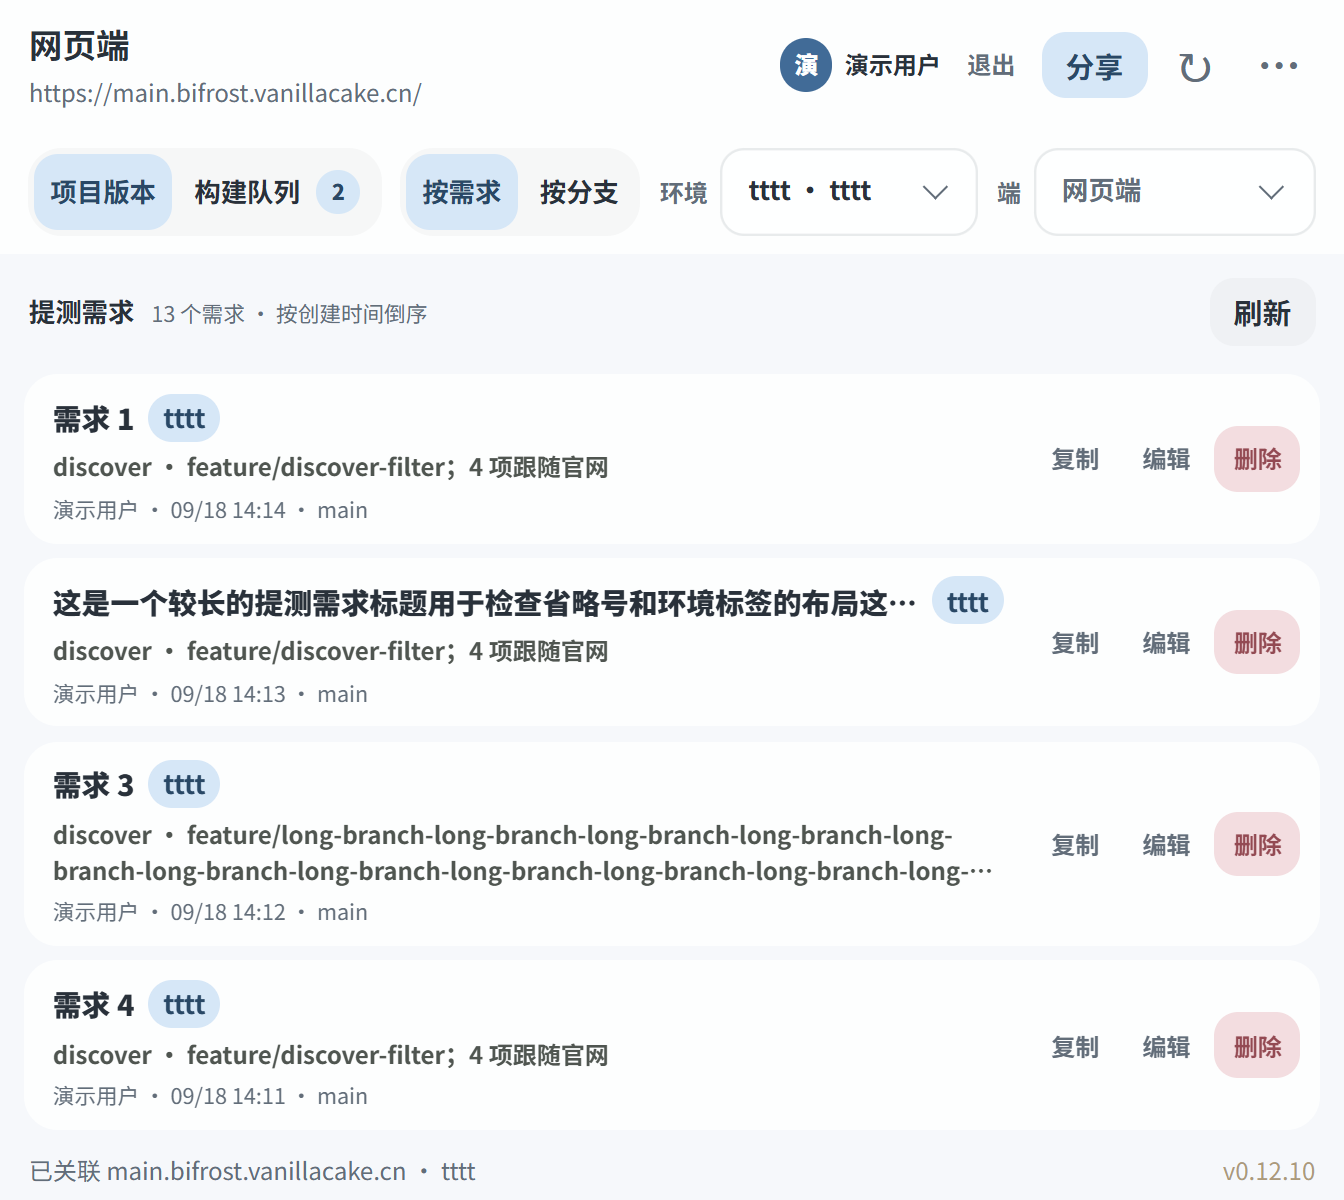 网页端
https://main.bifrost.vanillacake.cn/
演 演示用户 退出 分享 ↻ ···
项目版本 构建队列 2 按需求 按分支 环境 tttt · tttt 端 网页端
提测需求 13 个需求 · 按创建时间倒序 刷新
需求 1 tttt
discover · feature/discover-filter；4 项跟随官网
演示用户 · 09/18 14:14 · main
复制 编辑 删除
这是一个较长的提测需求标题用于检查省略号和环境标签的布局这… tttt
discover · feature/discover-filter；4 项跟随官网
演示用户 · 09/18 14:13 · main
复制 编辑 删除
需求 3 tttt
discover · feature/long-branch-long-branch-long-branch-long-branch-long-
branch-long-branch-long-branch-long-branch-long-branch-long-branch-long-…
演示用户 · 09/18 14:12 · main
复制 编辑 删除
需求 4 tttt
discover · feature/discover-filter；4 项跟随官网
演示用户 · 09/18 14:11 · main
复制 编辑 删除
已关联 main.bifrost.vanillacake.cn · tttt v0.12.10